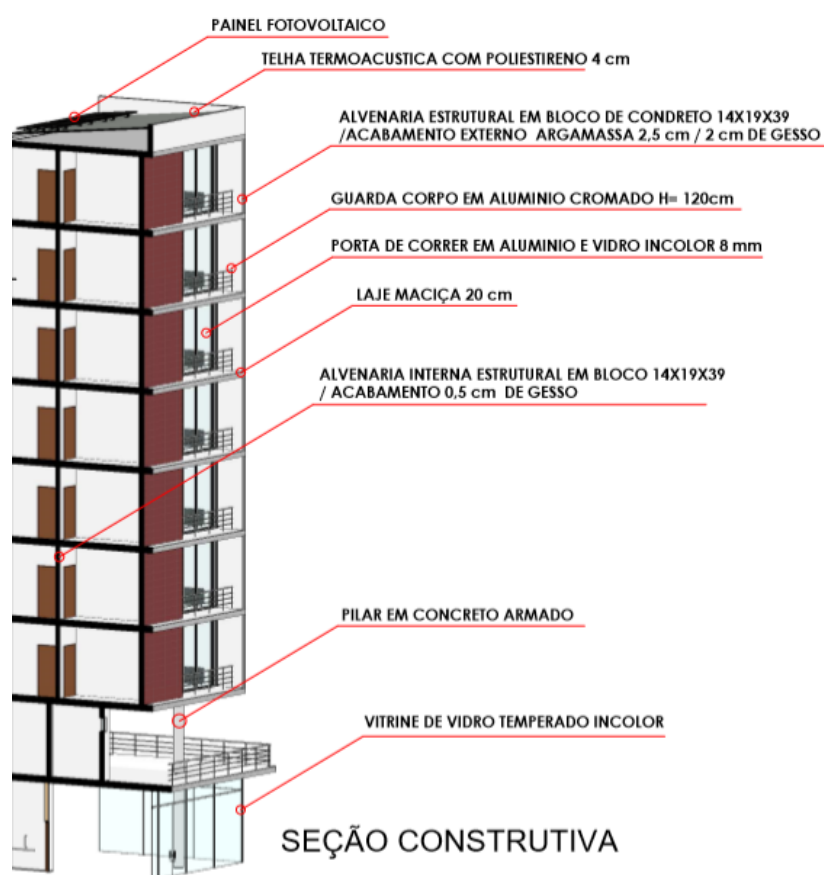 PAINEL FOTOVOLTAICO
TELHA TERMOACUSTICA COM POLIESTIRENO 4 cm
ALVENARIA ESTRUTURAL EM BLOCO DE CONDRETO 14X19X39
/ACABAMENTO EXTERNO ARGAMASSA 2,5 cm / 2 cm DE GESSO
GUARDA CORPO EM ALUMINIO CROMADO H= 120cm
PORTA DE CORRER EM ALUMINIO E VIDRO INCOLOR 8 mm
LAJE MACIÇA 20 cm
ALVENARIA INTERNA ESTRUTURAL EM BLOCO 14X19X39
/ ACABAMENTO 0,5 cm DE GESSO
PILAR EM CONCRETO ARMADO
VITRINE DE VIDRO TEMPERADO INCOLOR
SEÇÃO CONSTRUTIVA